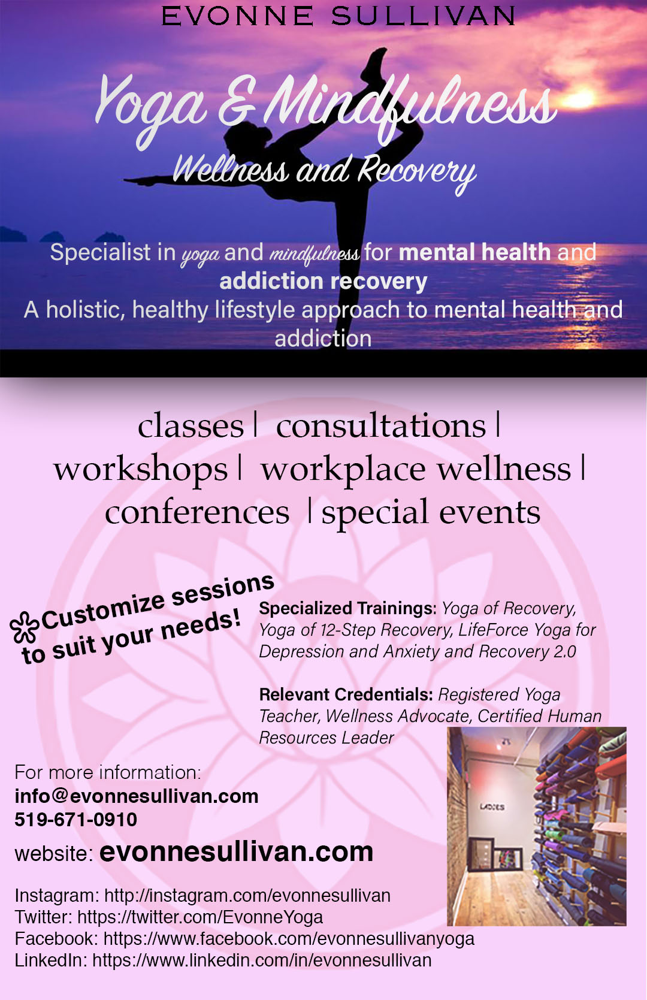 EVONNE SULLIVAN
Yoga & Mindfulness
Wellness and Recovery
Specialist in yoga and mindfulness for mental health and
addiction recovery
A holistic, healthy lifestyle approach to mental health and
addiction
classes| consultations|
workshops| workplace wellness|
conferences |special events
*Customize sessions
to suit your needs!
Specialized Trainings: Yoga of Recovery,
Yoga of 12-Step Recovery, LifeForce Yoga for
Depression and Anxiety and Recovery 2.0
Relevant Credentials: Registered Yoga
Teacher, Wellness Advocate, Certified Human
Resources Leader
LADIES
For more information:
info@evonnesullivan.com
519-671-0910
website: evonnesullivan.com
Instagram: http://instagram.com/evonnesullivan
Twitter: https://twitter.com/EvonneYoga
Facebook: https://www.facebook.com/evonnesullivanyoga
LinkedIn: https://www.linkedin.com/in/evonnesullivan